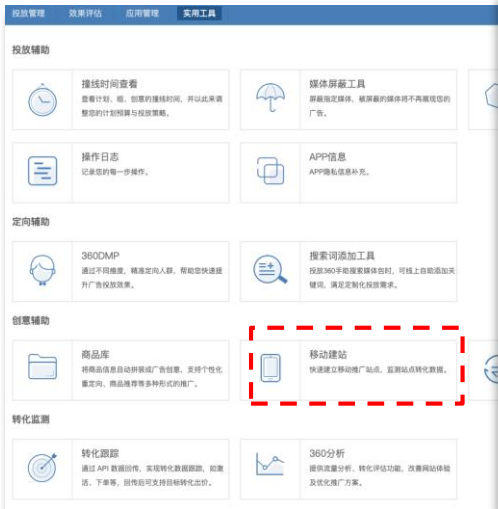 投放管理 效果评估 应用管理 实用工具
投放辅助
撞线时间查看
查看计划、组、创意的撞线时间，并以此来调
整您的计划预算与投放策略。
媒体屏蔽工具
屏蔽指定媒体，被屏蔽的媒体将不再展现您的
广告。
操作日志
记录您的每一步操作。
APP信息
APP隐私信息补充。
定向辅助
360DMP
通过不同维度，精准定向人群，帮助您快速提
升广告投放效果。
搜索词添加工具
投放360手助搜索媒体包时，可线上自助添加关
键词，满足定制化投放需求。
创意辅助
商品库
将商品信息自动拼装成广告创意，支持个性化
重定向、商品推荐等多种形式的推广。
移动建站
快速建立移动推广站点，监测站点转化数据。
转化监测
转化跟踪
通过 API 数据回传，实现转化数据跟踪，如激
活、下单等，回传后可支持目标转化出价。
360分析
提供流量分析、转化评估功能，改善网站体验
及优化推广方案。